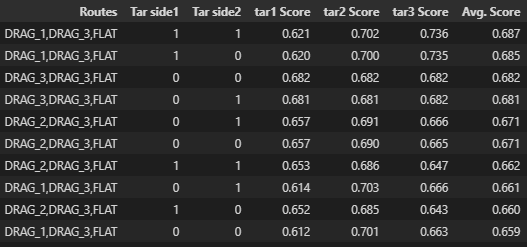 Routes Tar side1 Tar side2 tar1 Score tar2 Score tar3 Score Avg. Score
DRAG_1,DRAG_3,FLAT 1 1 0.621 0.702 0.736 0.687
DRAG_1,DRAG_3,FLAT 1 0 0.620 0.700 0.735 0.685
DRAG_3,DRAG_3,FLAT 0 0 0.682 0.682 0.682 0.682
DRAG_3,DRAG_3,FLAT 0 1 0.681 0.681 0.682 0.681
DRAG_2,DRAG_3,FLAT 0 1 0.657 0.691 0.666 0.671
DRAG_2,DRAG_3,FLAT 0 0 0.657 0.690 0.665 0.671
DRAG_2,DRAG_3,FLAT 1 1 0.653 0.686 0.647 0.662
DRAG_1,DRAG_3,FLAT 0 1 0.614 0.703 0.666 0.661
DRAG_2,DRAG_3,FLAT 1 0 0.652 0.685 0.643 0.660
DRAG_1,DRAG_3,FLAT 0 0 0.612 0.701 0.663 0.659